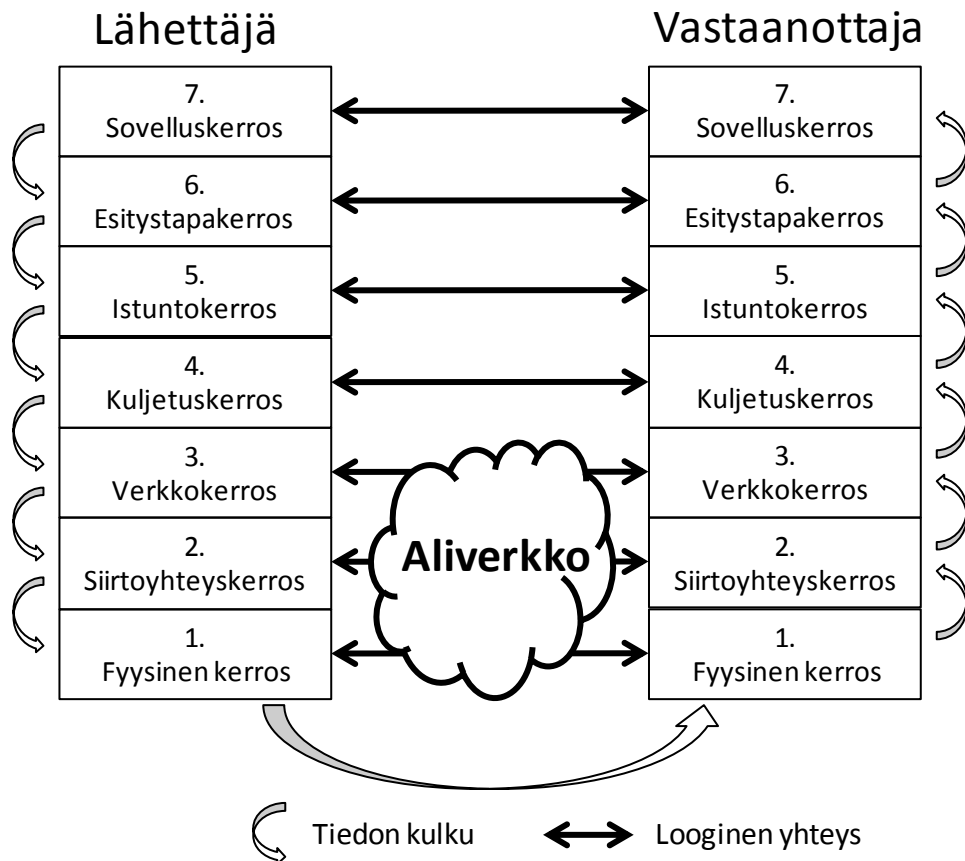 Lähettäjä
7.
Sovelluskerros
6.
Esitystapakerros
5.
Istuntokerros
4.
Kuljetuskerros
3.
Verkkokerros
2.
Siirtoyhteyskerros
1.
Fyysinen kerros
Aliverkko
Vastaanottaja
7.
Sovelluskerros
6.
Esitystapakerros
5.
Istuntokerros
4.
Kuljetuskerros
3.
Verkkokerros
2.
Siirtoyhteyskerros
1.
Fyysinen kerros
Tiedon kulku
Looginen yhteys